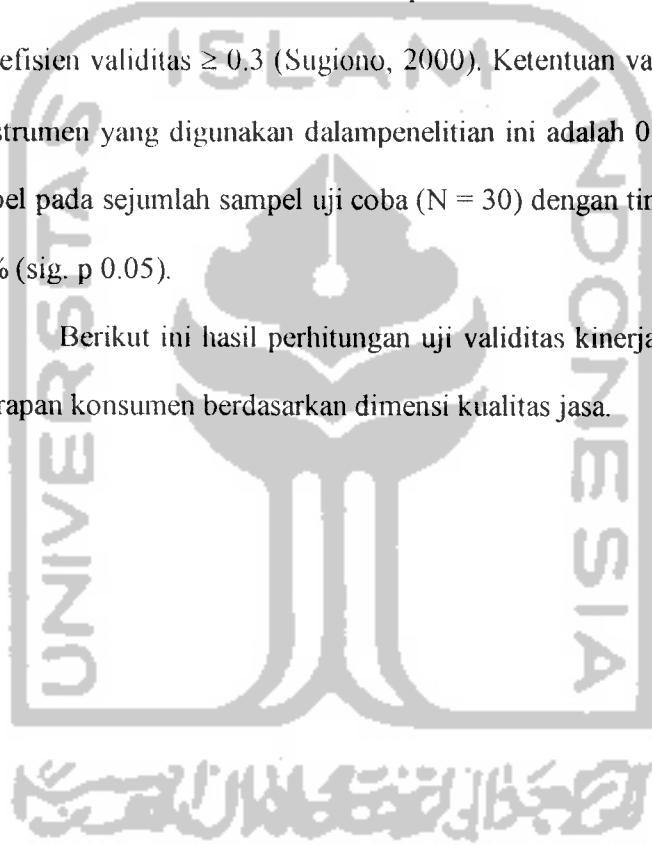 efisien validitas ≥ 0.3 (Sugiono, 2000). Ketentuan va
strumen yang digunakan dalampenelitian ini adalah 0
pel pada sejumlah sampel uji coba (N = 30) dengan tin
% (sig. p 0.05).
Berikut ini hasil perhitungan uji validitas kinerja
rapan konsumen berdasarkan dimensi kualitas jasa.
ISLAM
UNIVERSITAS
INDONESIA